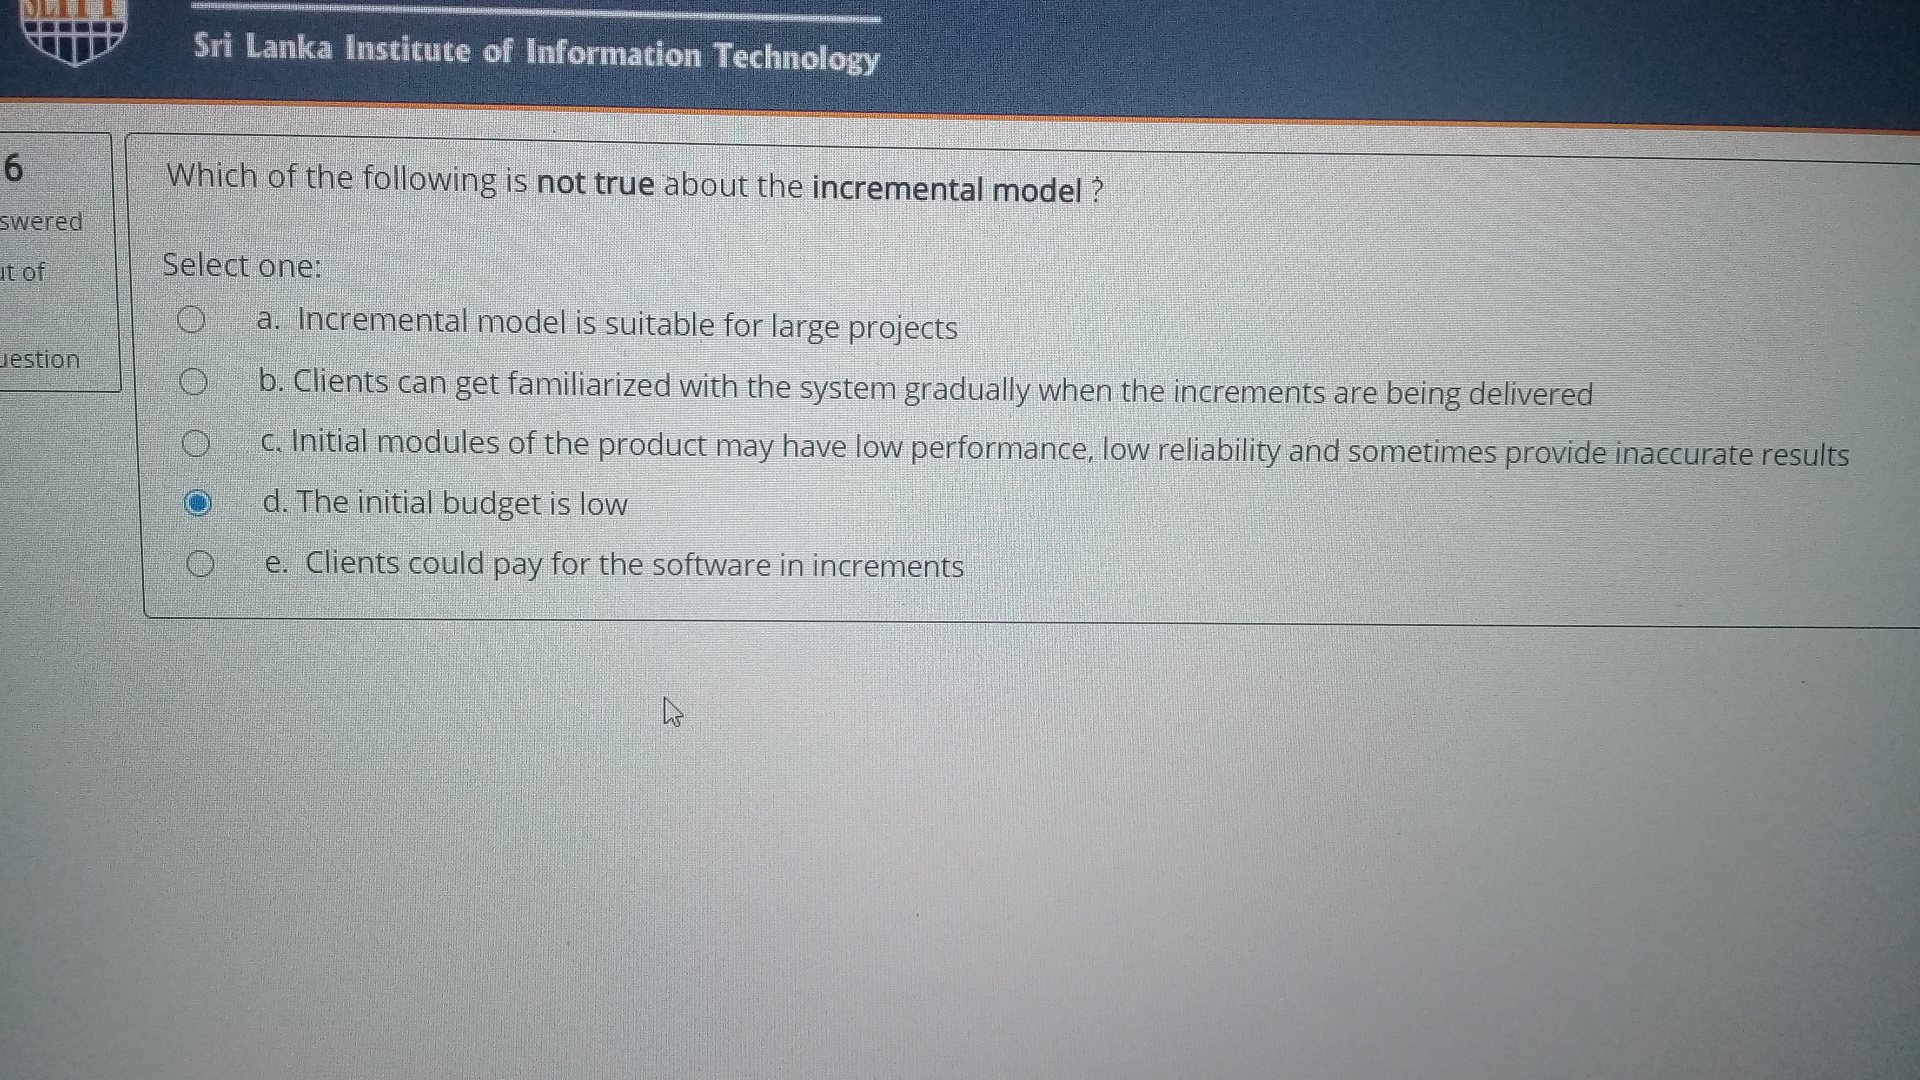 SLIIT
Sri Lanka Institute of Information Technology
6
swered
ut of
uestion
Which of the following is not true about the incremental model ?
Select one:
a. Incremental model is suitable for large projects
b. Clients can get familiarized with the system gradually when the increments are being delivered
c. Initial modules of the product may have low performance, low reliability and sometimes provide inaccurate results
d. The initial budget is low
e. Clients could pay for the software in increments